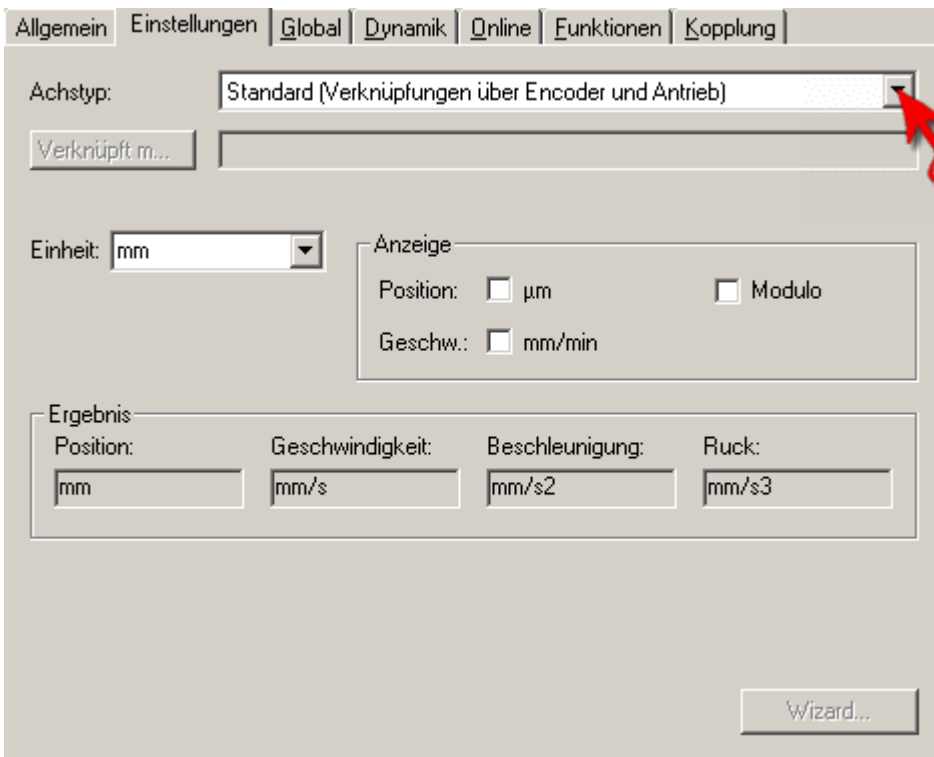 Allgemein Einstellungen Global Dynamik Online Funktionen Kopplung
Achstyp: Standard (Verknüpfungen über Encoder und Antrieb)
Verknüpft m...
Einheit: mm
Anzeige
Position: µm Modulo
Geschw.: mm/min
Ergebnis
Position: Geschwindigkeit: Beschleunigung: Ruck:
mm mm/s mm/s2 mm/s3
Wizard...